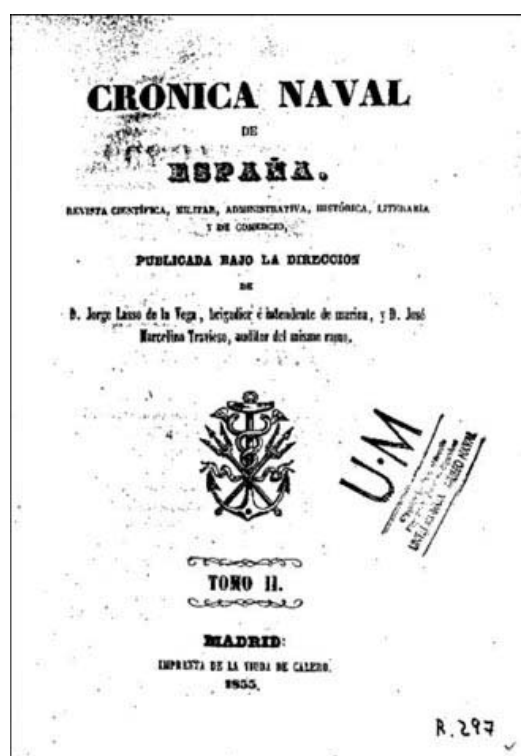 CRONICA NAVAL
DE
ESPAÑA.
REVISTA CIENTÍFICA, MILITAR, ADMINISTRATIVA, HISTÓRICA, LITERARIA
Y DE COMERCIO,
PUBLICADA BAJO LA DIRECCION
DE
D. Jorge Lasso de la Vega, brigadier é intendente de marina, y D. José
Marcelino Travieso, auditor del mismo ramo.
U.M
MUSEO NAVAL
TOMO II.
MADRID:
IMPRENTA DE LA VIUDA DE CALERO.
1855.
R.297